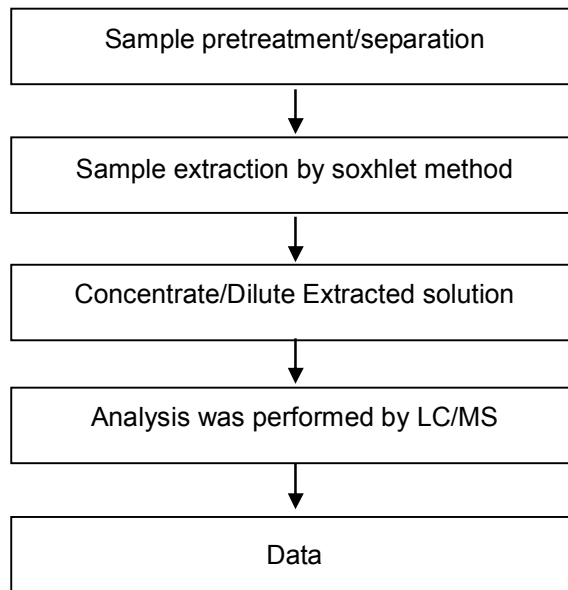 Sample pretreatment/separation
Sample extraction by soxhlet method
Concentrate/Dilute Extracted solution
Analysis was performed by LC/MS
Data